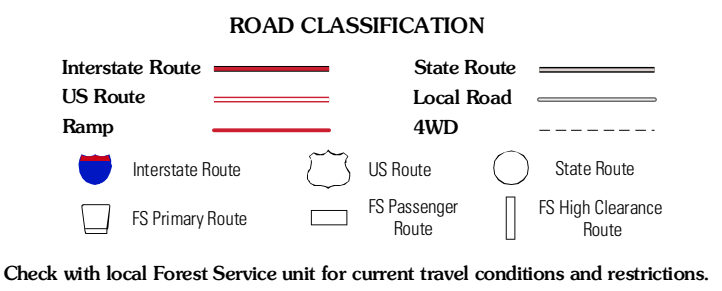 ROAD CLASSIFICATION
Interstate Route
State Route
US Route
Local Road
Ramp
4WD
Interstate Route
US Route
State Route
FS Primary Route
FS Passenger
Route
FS High Clearance
Route
Check with local Forest Service unit for current travel conditions and restrictions.